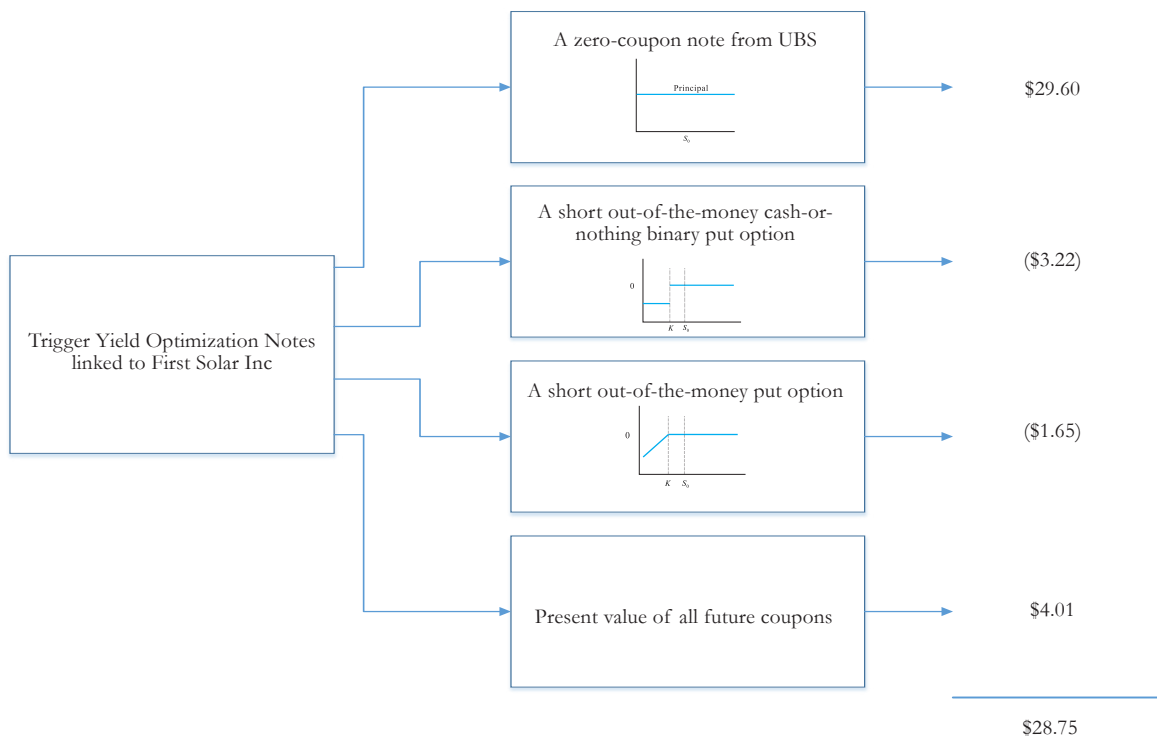 A zero-coupon note from UBS
Principal
S0
$29.60
A short out-of-the-money cash-or-
nothing binary put option
0
K S0
($3.22)
Trigger Yield Optimization Notes
linked to First Solar Inc
A short out-of-the-money put option
0
K S0
($1.65)
Present value of all future coupons
$4.01
$28.75